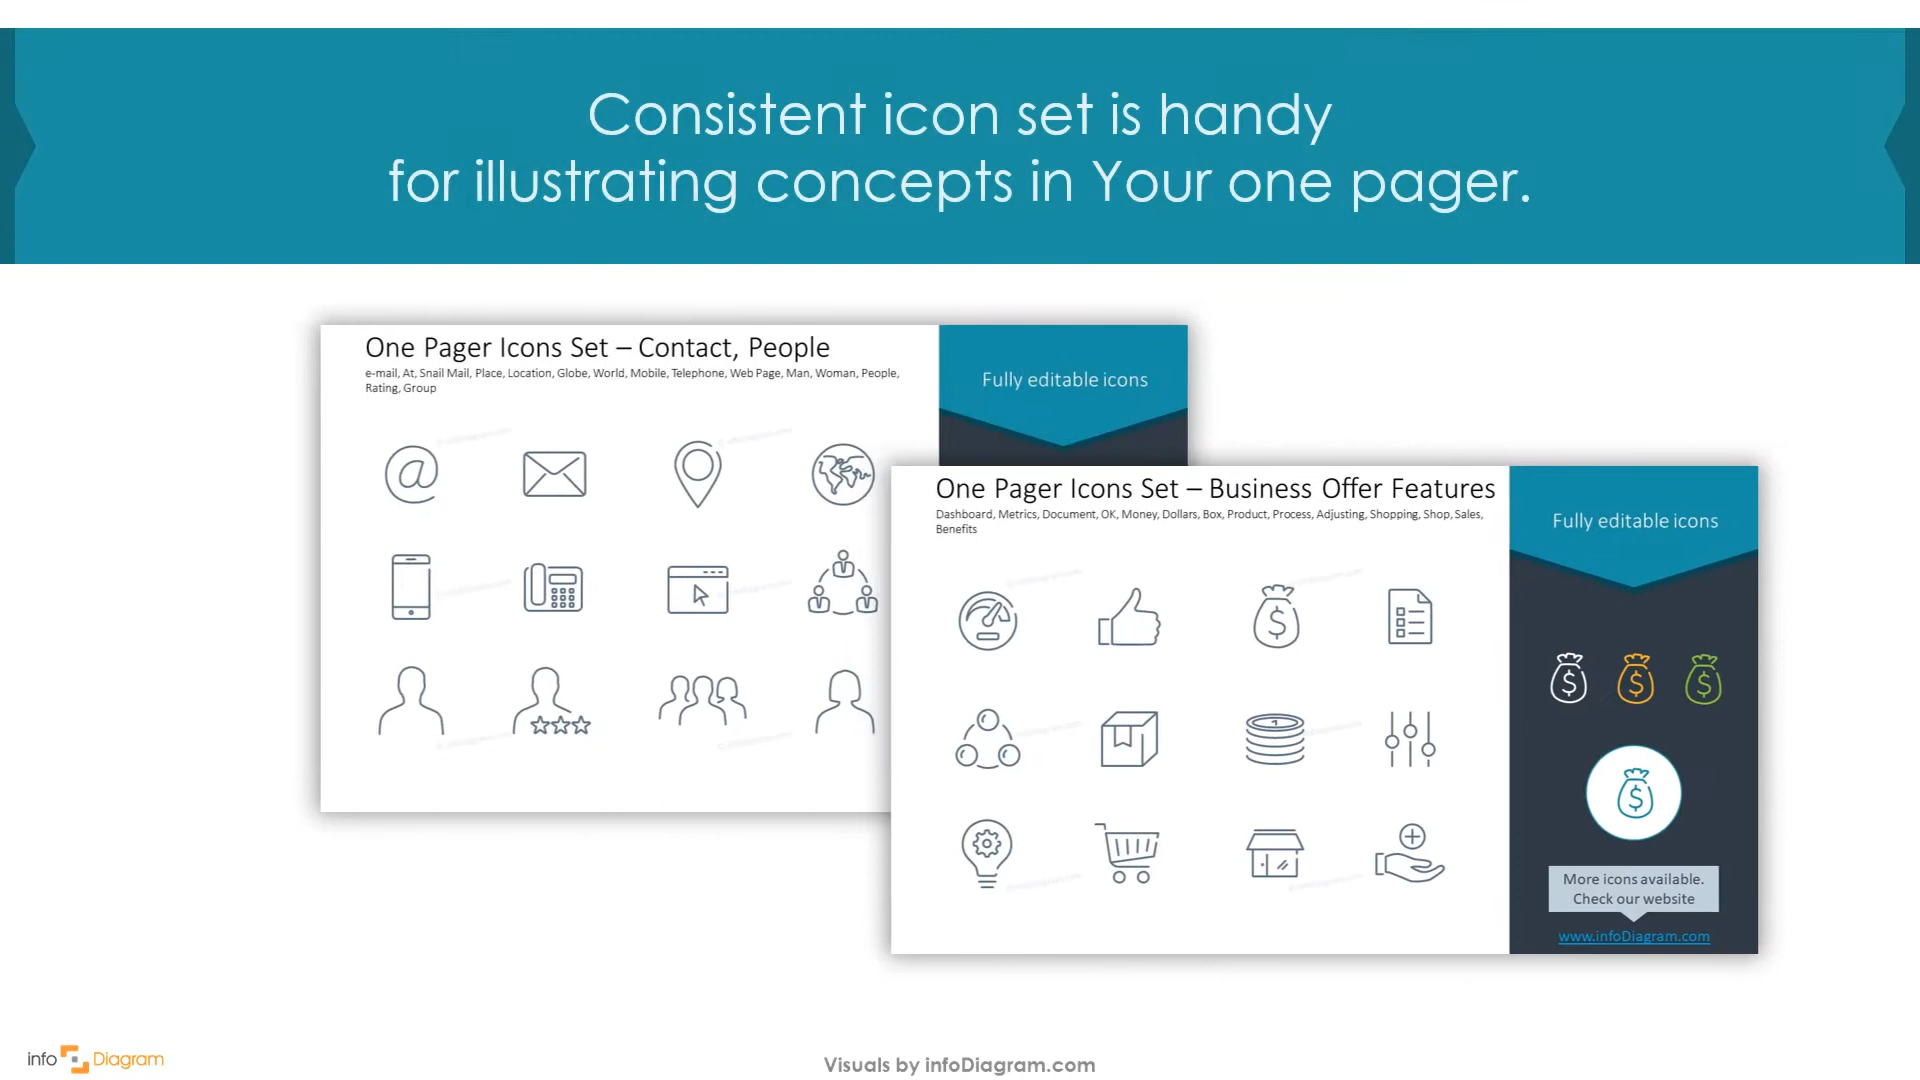 Consistent icon set is handy
for illustrating concepts in Your one pager.
One Pager Icons Set – Contact, People
e-mail, At, Snail Mail, Place, Location, Globe, World, Mobile, Telephone, Web Page, Man, Woman, People,
Rating, Group
Fully editable icons
One Pager Icons Set – Business Offer Features
Dashboard, Metrics, Document, OK, Money, Dollars, Box, Product, Process, Adjusting, Shopping, Shop, Sales,
Benefits
Fully editable icons
More icons available.
Check our website
www.infoDiagram.com
info Diagram
Visuals by infoDiagram.com